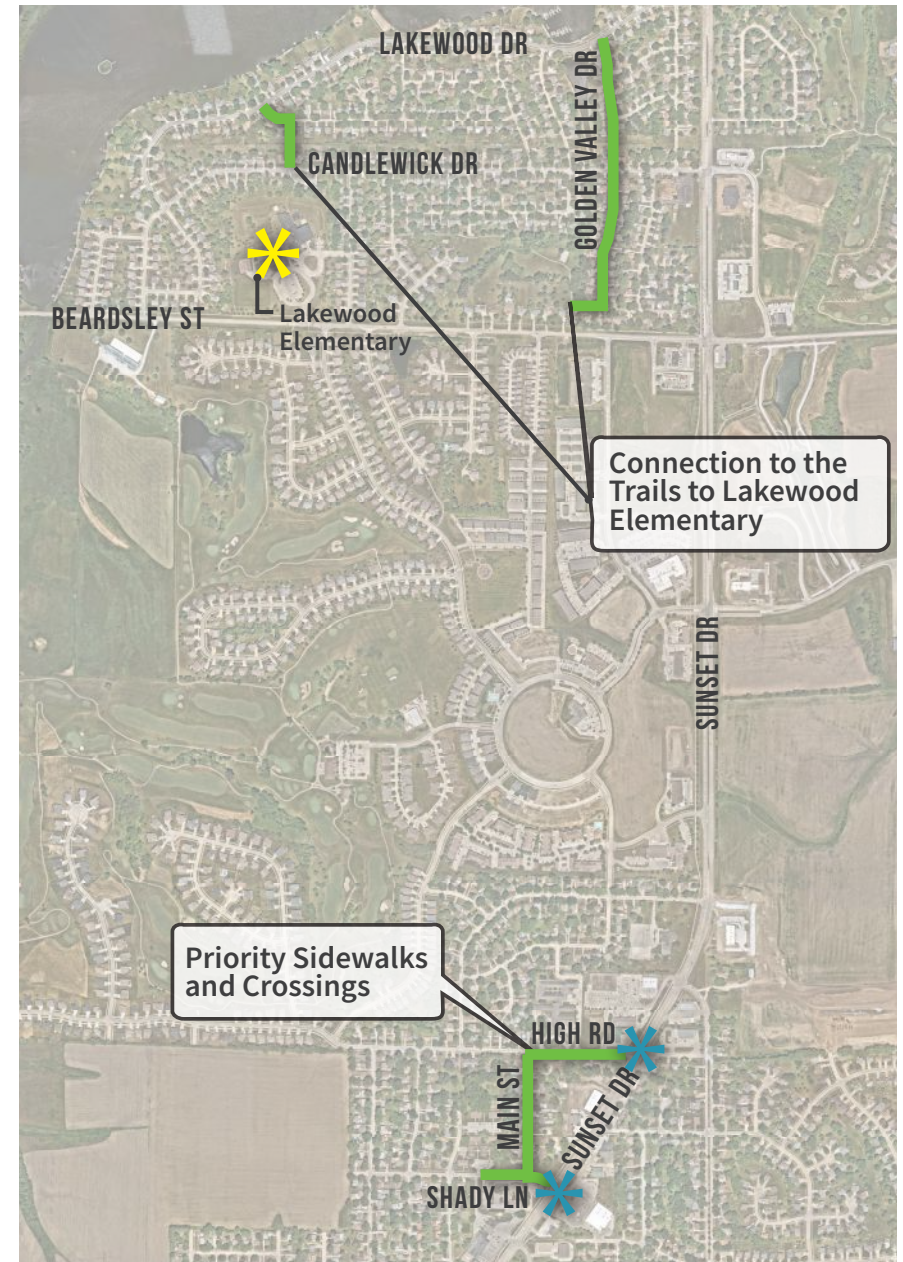 LAKEWOOD DR
GOLDEN VALLEY DR
CANDLEWICK DR
BEARDSLEY ST
Lakewood
Elementary
Connection to the
Trails to Lakewood
Elementary
SUNSET DR
Priority Sidewalks
and Crossings
HIGH RD
MAIN ST
SUNSET DR
SHADY LN